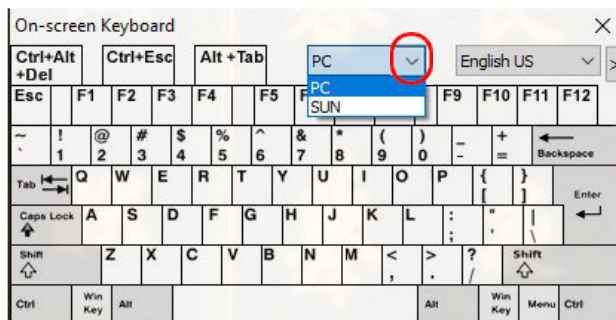 On-screen Keyboard
Ctrl+Alt +Del Ctrl+Esc Alt +Tab PC English US
PC
SUN
Esc F1 F2 F3 F4 F5 F9 F10 F11 F12
~ ! @ # $ % ^ & * ( ) _ +
` 1 2 3 4 5 6 7 8 9 0 - = Backspace
Tab Q W E R T Y U I O P { }
[ ] Enter
Caps Lock A S D F G H J K L : " |
; ' \
Shift Z X C V B N M < > ? Shift
, . /
Ctrl Win Key Alt Alt Win Key Menu Ctrl